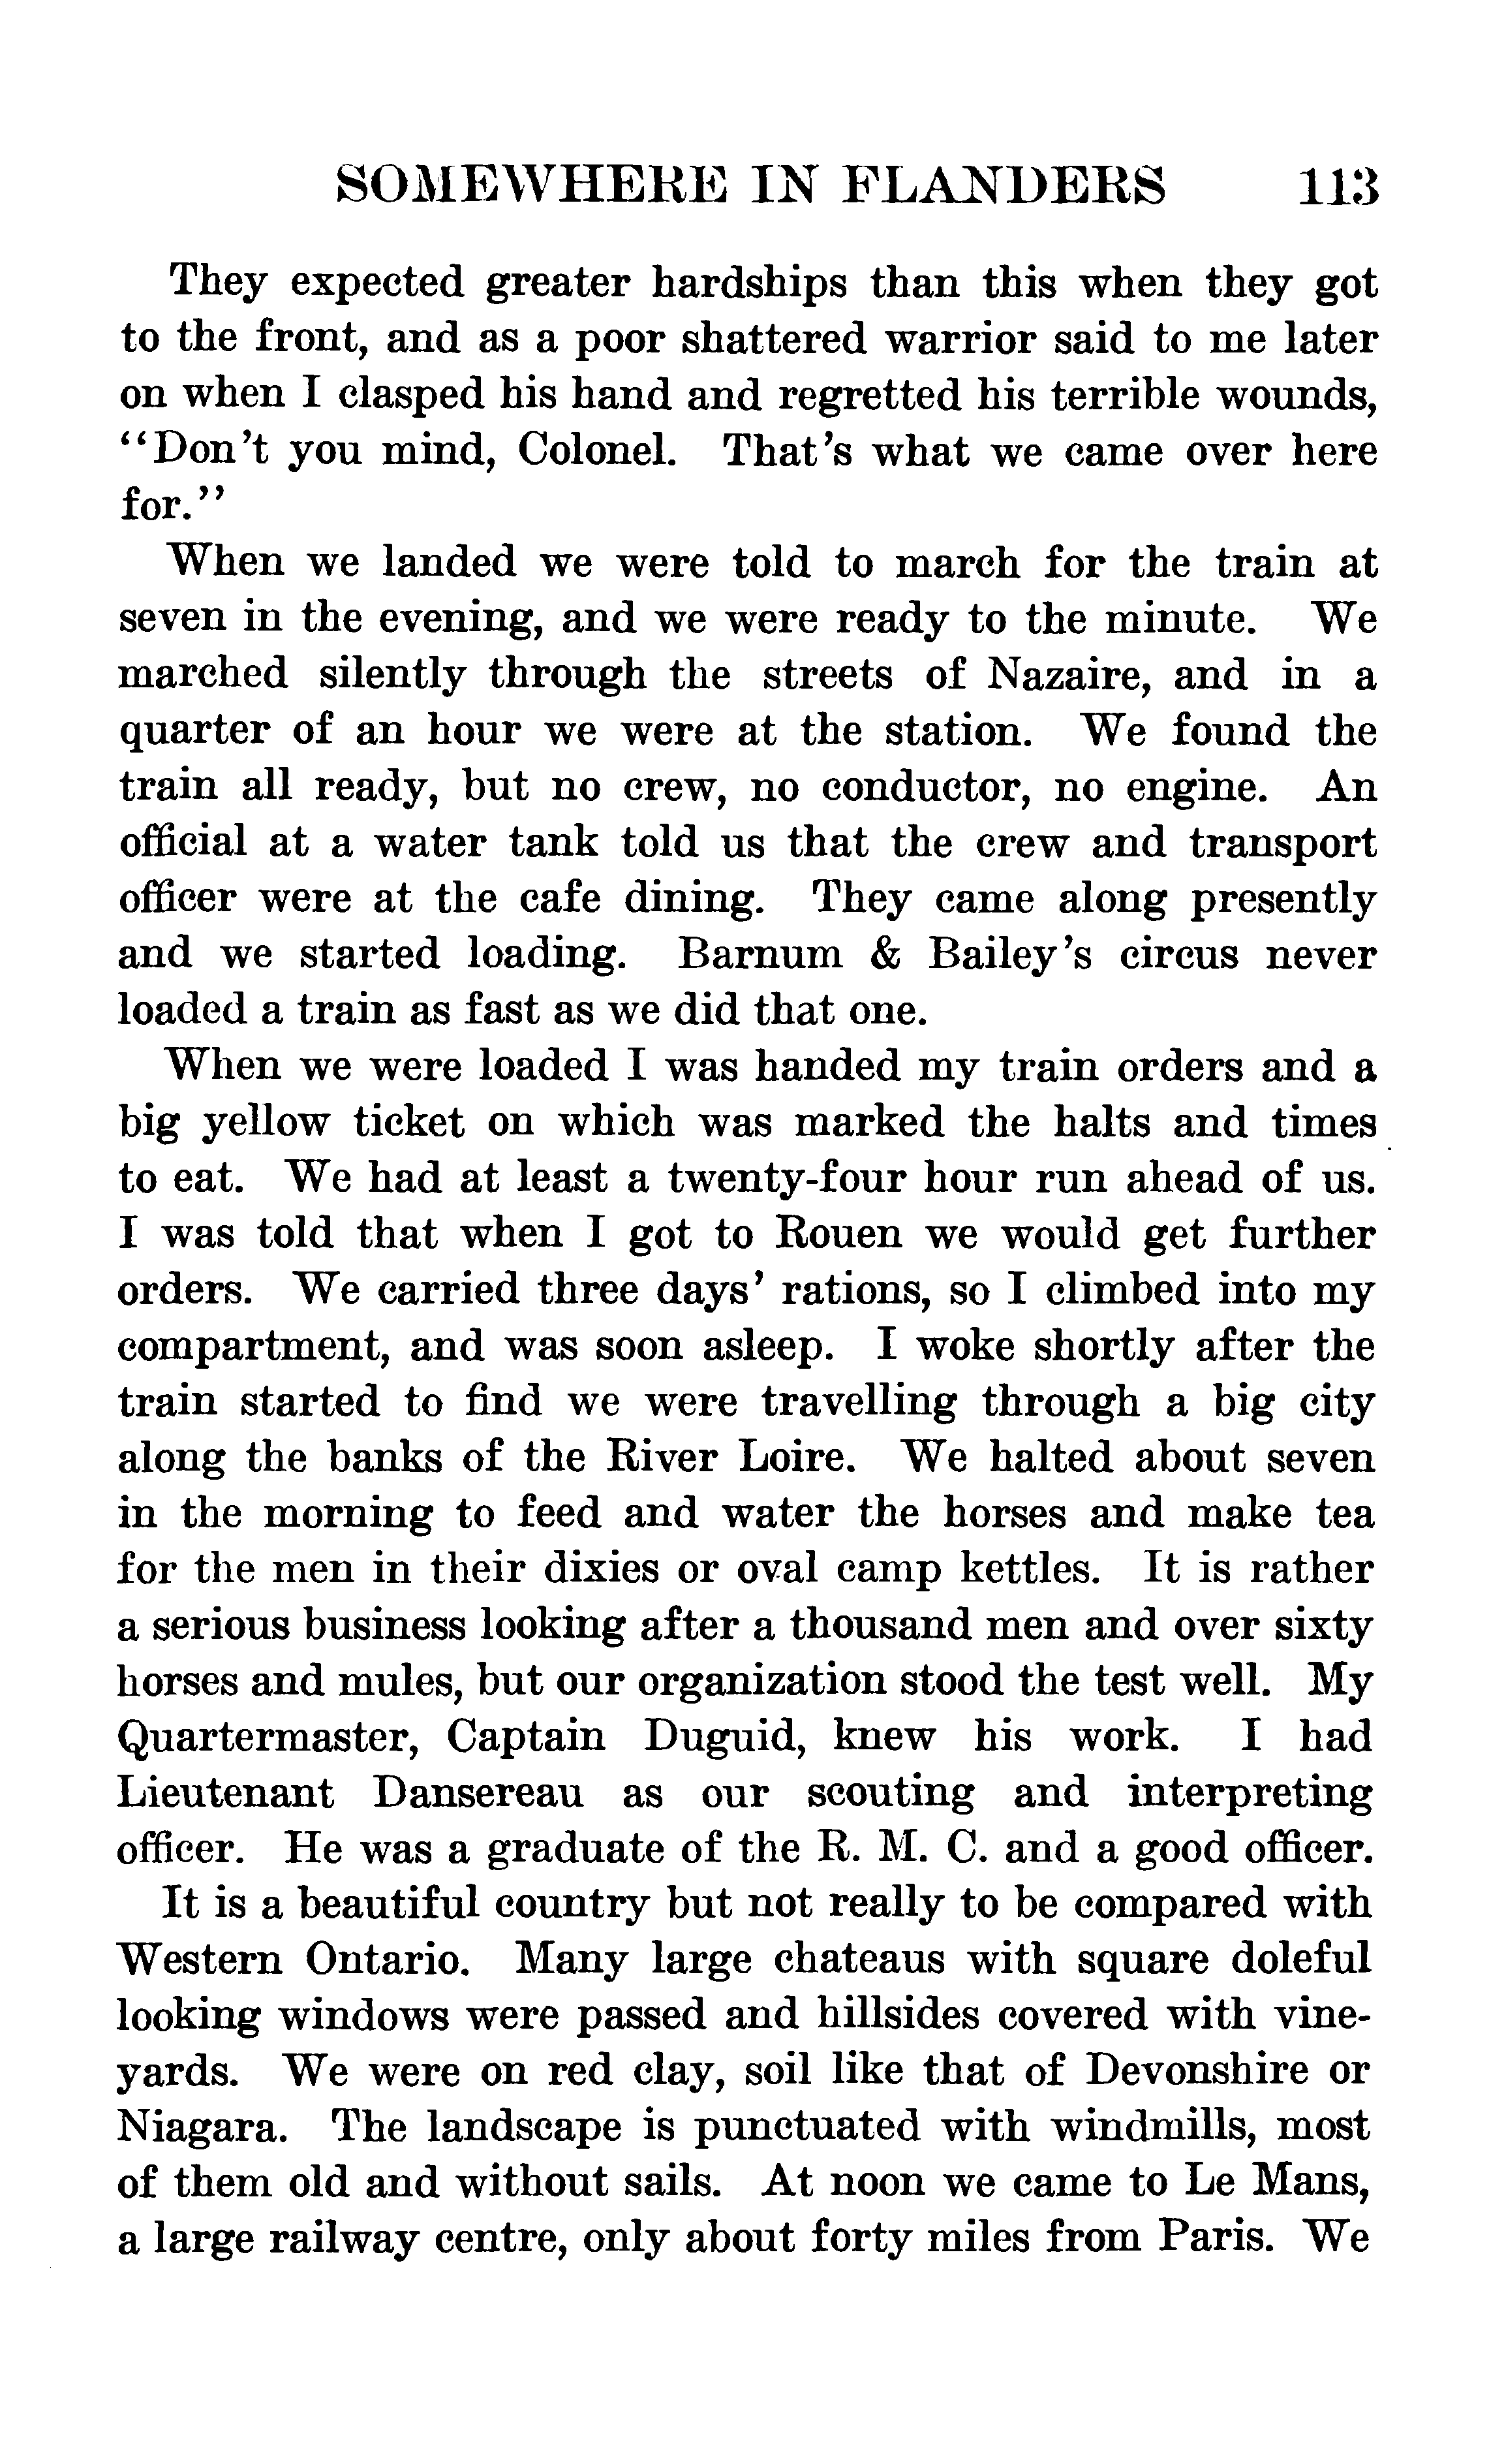 SOMEWHERE IN FLANDERS 113
They expected greater hardships than this when they got
to the front, and as a poor shattered warrior said to me later
on when I clasped his hand and regretted his terrible wounds,
"Don't you mind, Colonel. That's what we came over here
for."
When we landed we were told to march for the train at
seven in the evening, and we were ready to the minute. We
marched silently through the streets of Nazaire, and in a
quarter of an hour we were at the station. We found the
train all ready, but no crew, no conductor, no engine. An
official at a water tank told us that the crew and transport
officer were at the cafe dining. They came along presently
and we started loading. Barnum & Bailey's circus never
loaded a train as fast as we did that one.
When we were loaded I was handed my train orders and a
big yellow ticket on which was marked the halts and times
to eat. We had at least a twenty-four hour run ahead of us.
I was told that when I got to Rouen we would get further
orders. We carried three days' rations, so I climbed into my
compartment, and was soon asleep. I woke shortly after the
train started to find we were travelling through a big city
along the banks of the River Loire. We halted about seven
in the morning to feed and water the horses and make tea
for the men in their dixies or oval camp kettles. It is rather
a serious business looking after a thousand men and over sixty
horses and mules, but our organization stood the test well. My
Quartermaster, Captain Duguid, knew his work. I had
Lieutenant Dansereau as our scouting and interpreting
officer. He was a graduate of the R. M. C. and a good officer.
It is a beautiful country but not really to be compared with
Western Ontario. Many large chateaus with square doleful
looking windows were passed and hillsides covered with vine-
yards. We were on red clay, soil like that of Devonshire or
Niagara. The landscape is punctuated with windmills, most
of them old and without sails. At noon we came to Le Mans,
a large railway centre, only about forty miles from Paris. We